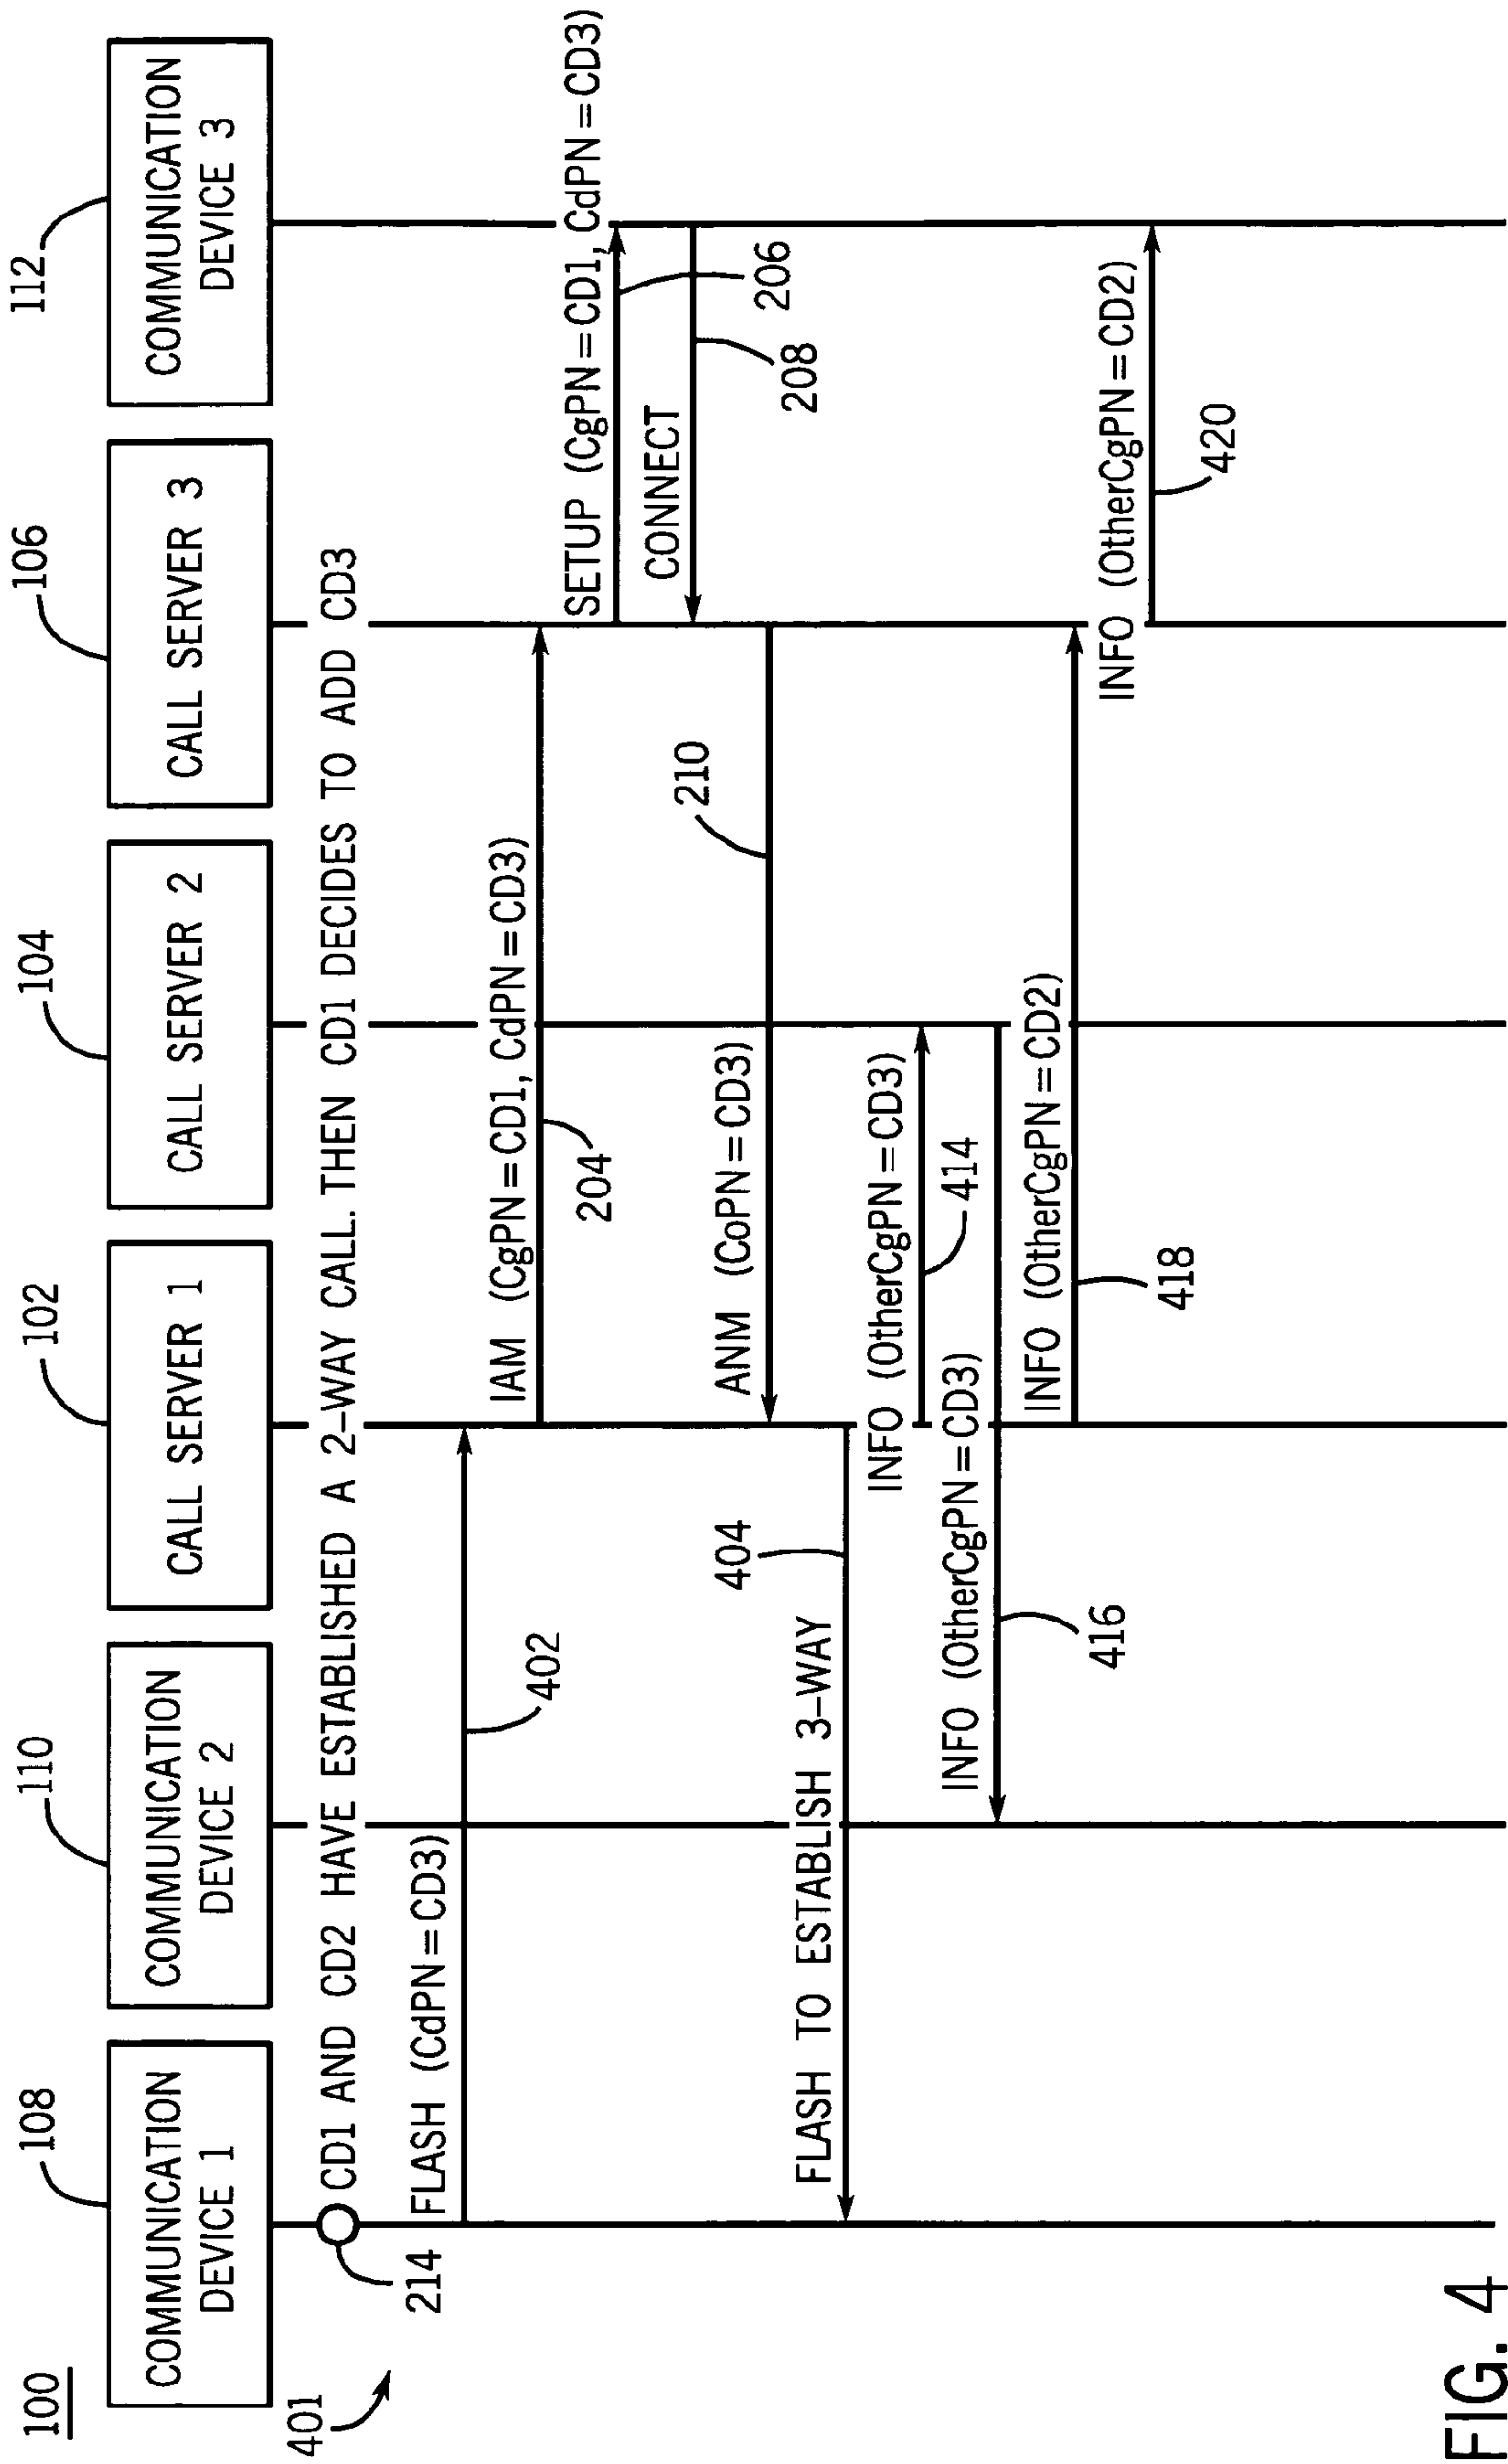 100
108
110
102
104
106
112
COMMUNICATION
DEVICE 1
COMMUNICATION
DEVICE 2
CALL SERVER 1
CALL SERVER 2
CALL SERVER 3
COMMUNICATION
DEVICE 3
401
214
CD1 AND CD2 HAVE ESTABLISHED A 2-WAY CALL. THEN CD1 DECIDES TO ADD CD3
FLASH (CdPN=CD3)
402
IAM (CgPN=CD1, CdPN=CD3)
204
SETUP (CgPN=CD1, CdPN=CD3)
206
CONNECT
208
ANM (CoPN=CD3)
210
FLASH TO ESTABLISH 3-WAY
404
INFO (OtherCgPN=CD3)
414
INFO (OtherCgPN=CD3)
416
INFO (OtherCgPN=CD2)
418
INFO (OtherCgPN=CD2)
420
FIG. 4